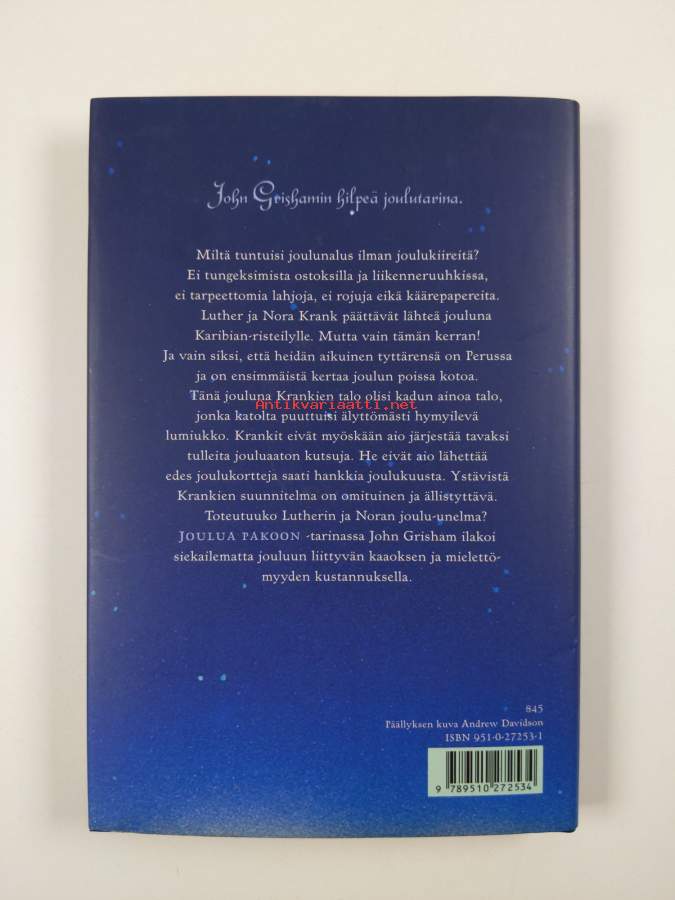 John Grishamin hilpeä joulutarina.
Miltä tuntuisi joulunalus ilman joulukiireitä?
Ei tungeksimista ostoksilla ja liikenneruuhkissa,
ei tarpeettomia lahjoja, ei rojuja eikä käärepapereita.
Luther ja Nora Krank päättävät lähteä jouluna
Karibian-risteilylle. Mutta vain tämän kerran!
Ja vain siksi, että heidän aikuinen tyttärensä on Perussa
ja on ensimmäistä kertaa joulun poissa kotoa.
Tänä jouluna Krankien talo olisi kadun ainoa talo,
Antikvariaatti.net
jonka katolta puuttuisi älyttömästi hymyilevä
lumiukko. Krankit eivät myöskään aio järjestää tavaksi
tulleita jouluaaton kutsuja. He eivät aio lähettää
edes joulukortteja saati hankkia joulukuusta. Ystävistä
Krankien suunnitelma on omituinen ja ällistyttävä.
Toteutuuko Lutherin ja Noran joulu-unelma?
JOULUA PAKOON -tarinassa John Grisham ilakoi
siekailematta jouluun liittyvän kaaoksen ja mielettö-
myyden kustannuksella.
845
Päällyksen kuva Andrew Davidson
ISBN 951-0-27253-1
9 789510 272534